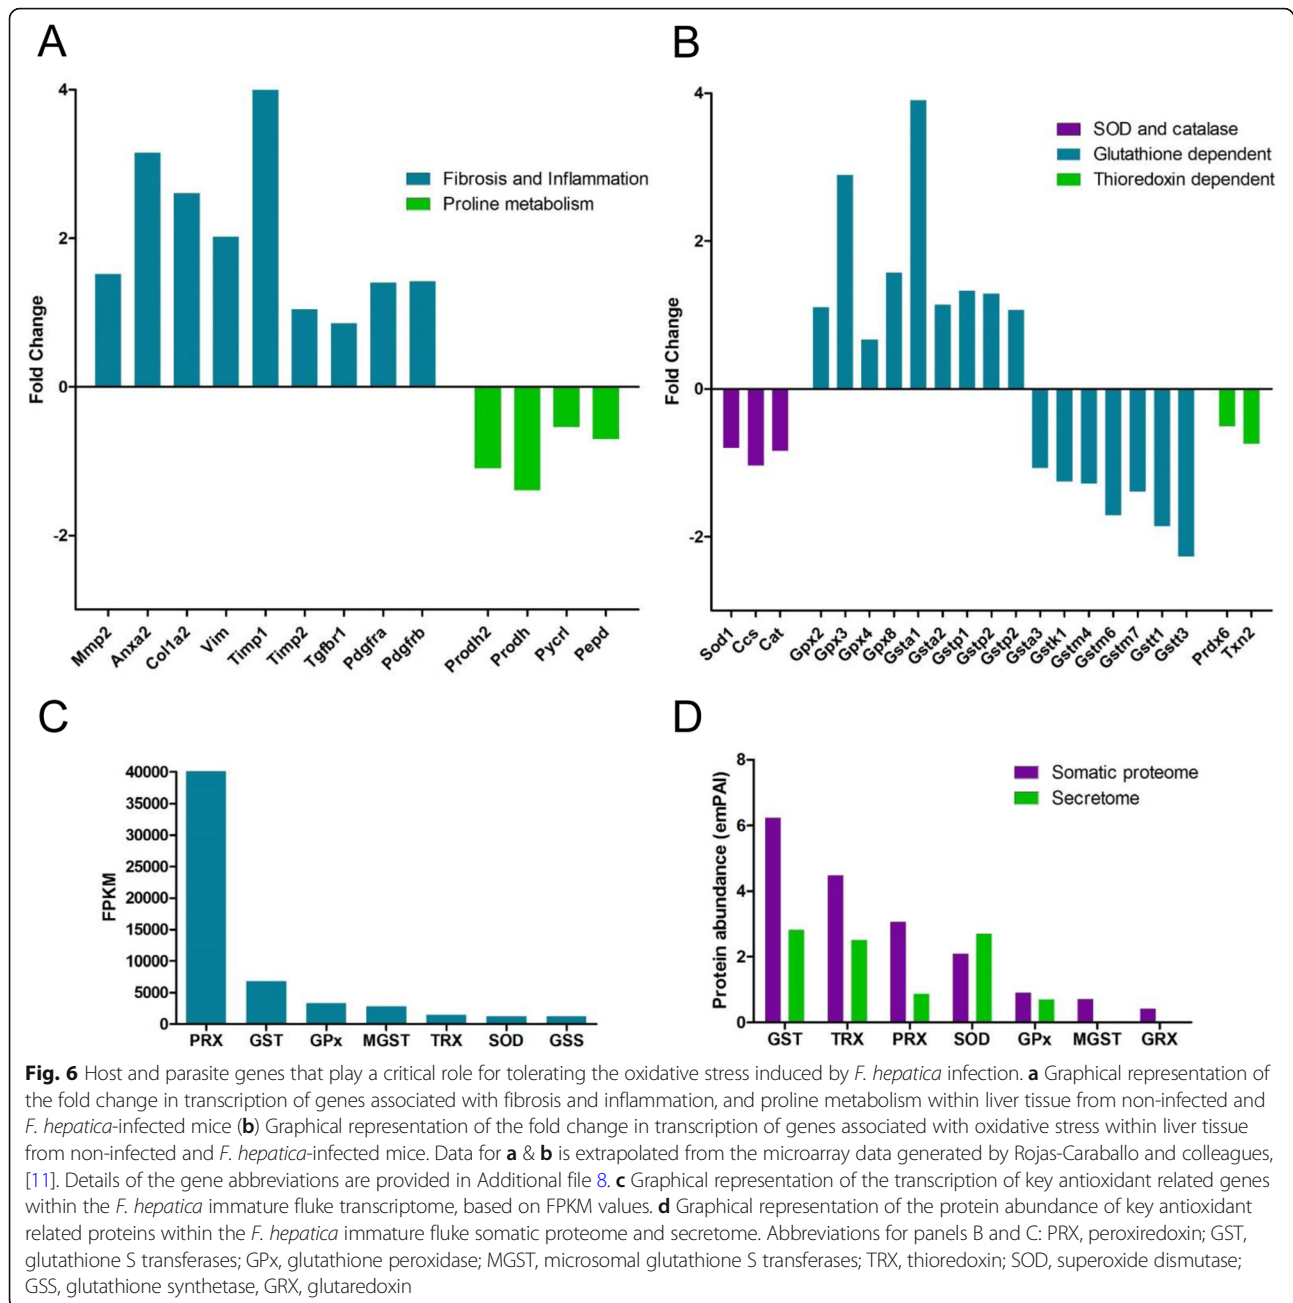 A
4
2
0
-2
Fold Change
Fibrosis and Inflammation
Proline metabolism
Mmp2
Anxa2
Col1a2
Vim
Timp1
Timp2
Tgfbr1
Pdgfra
Pdgfrb
Prodh2
Prodh
Pycrl
Pepd
B
4
2
0
-2
Fold Change
SOD and catalase
Glutathione dependent
Thioredoxin dependent
Sod1
Ccs
Cat
Gpx2
Gpx3
Gpx4
Gpx8
Gsta1
Gsta2
Gstp1
Gstp2
Gstp2
Gsta3
Gstk1
Gstm4
Gstm6
Gstm7
Gstt1
Gstt3
Prdx6
Txn2
C
40000
35000
30000
25000
20000
15000
10000
5000
0
FPKM
PRX GST GPx MGST TRX SOD GSS
D
8
6
4
2
0
Protein abundance (emPAI)
Somatic proteome
Secretome
GST TRX PRX SOD GPx MGST GRX
Fig. 6 Host and parasite genes that play a critical role for tolerating the oxidative stress induced by F. hepatica infection. a Graphical representation of
the fold change in transcription of genes associated with fibrosis and inflammation, and proline metabolism within liver tissue from non-infected and
F. hepatica-infected mice (b) Graphical representation of the fold change in transcription of genes associated with oxidative stress within liver tissue
from non-infected and F. hepatica-infected mice. Data for a & b is extrapolated from the microarray data generated by Rojas-Caraballo and colleagues,
[11]. Details of the gene abbreviations are provided in Additional file 8. c Graphical representation of the transcription of key antioxidant related genes
within the F. hepatica immature fluke transcriptome, based on FPKM values. d Graphical representation of the protein abundance of key antioxidant
related proteins within the F. hepatica immature fluke somatic proteome and secretome. Abbreviations for panels B and C: PRX, peroxiredoxin; GST,
glutathione S transferases; GPx, glutathione peroxidase; MGST, microsomal glutathione S transferases; TRX, thioredoxin; SOD, superoxide dismutase;
GSS, glutathione synthetase, GRX, glutaredoxin